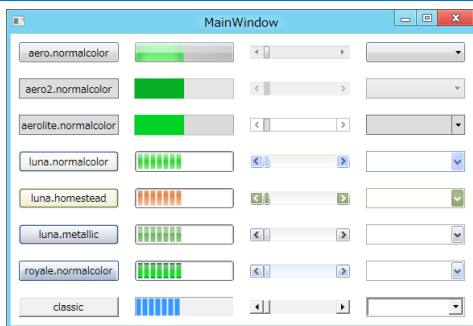 MainWindow
aero.normalcolor
aero2.normalcolor
aerolite.normalcolor
luna.normalcolor
luna.homestead
luna.metallic
royale.normalcolor
classic